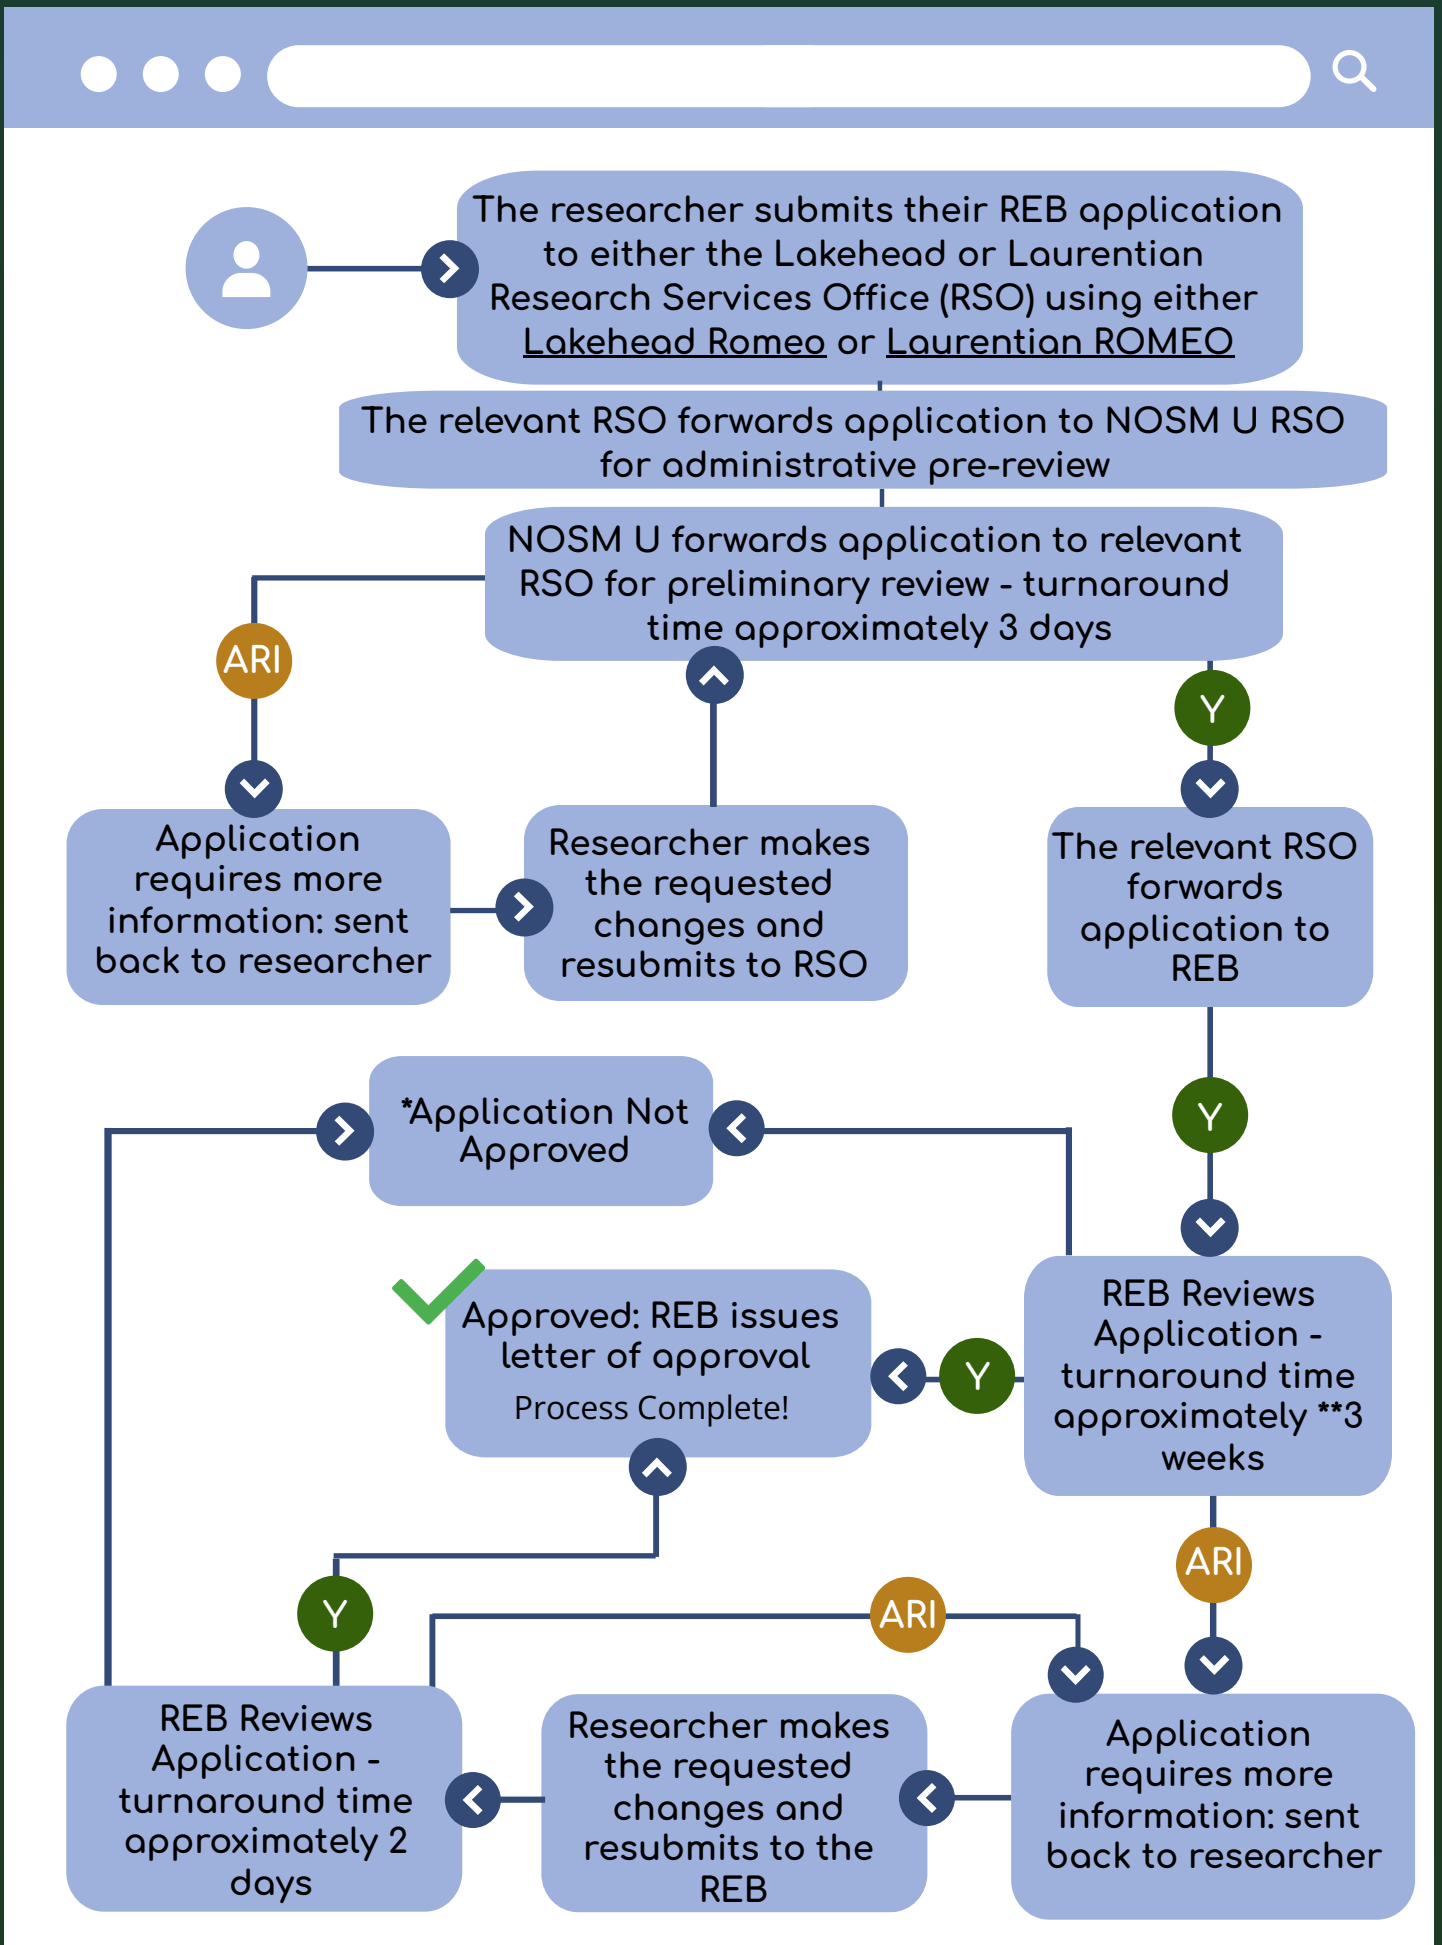 The researcher submits their REB application
to either the Lakehead or Laurentian
Research Services Office (RSO) using either
Lakehead Romeo or Laurentian ROMEO
The relevant RSO forwards application to NOSM U RSO
for administrative pre-review
NOSM U forwards application to relevant
RSO for preliminary review - turnaround
time approximately 3 days
ARI
Y
Application
requires more
information: sent
back to researcher
Researcher makes
the requested
changes and
resubmits to RSO
The relevant RSO
forwards
application to
REB
Y
*Application Not
Approved
REB Reviews
Application -
turnaround time
approximately **3
weeks
Y
Approved: REB issues
letter of approval
Process Complete!
ARI
Y
ARI
Application
requires more
information: sent
back to researcher
Researcher makes
the requested
changes and
resubmits to the
REB
REB Reviews
Application -
turnaround time
approximately 2
days